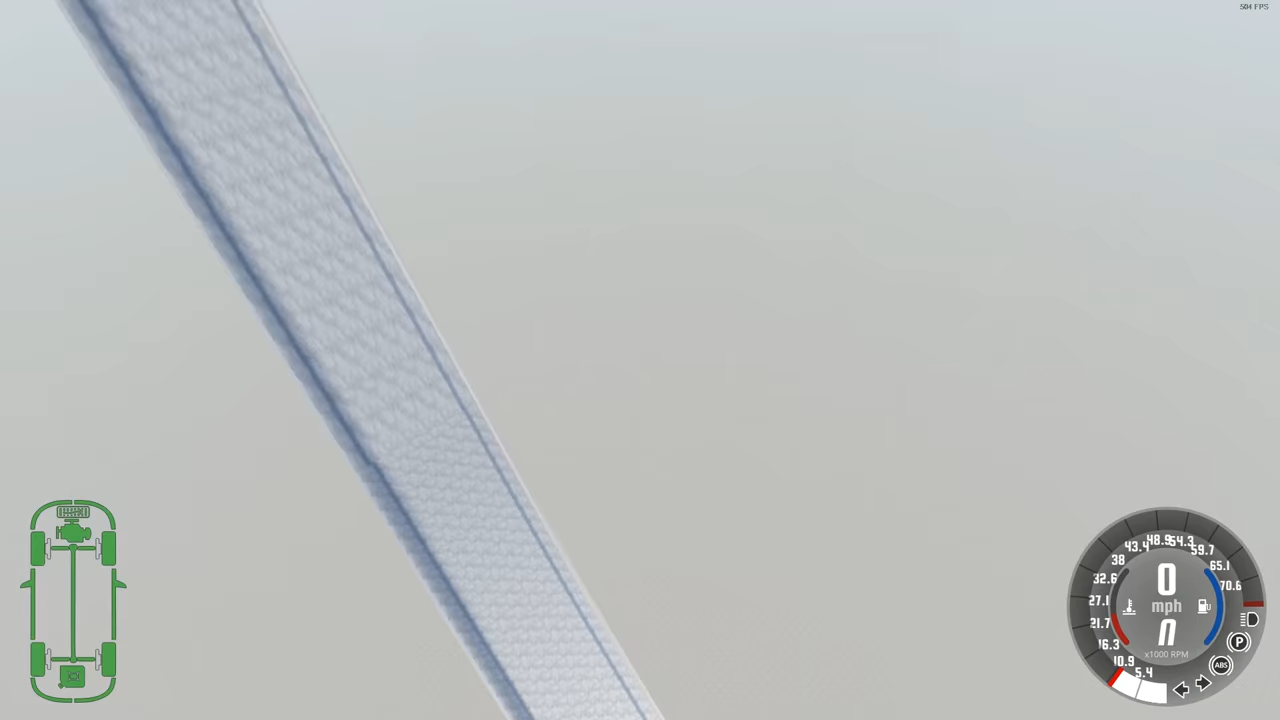 504 FPS
48.9
54.3
43.4
59.7
38
65.1
32.6
70.6
27.1
21.7
16.3
10.9
5.4
0
mph
n
x1000 RPM
P
ABS